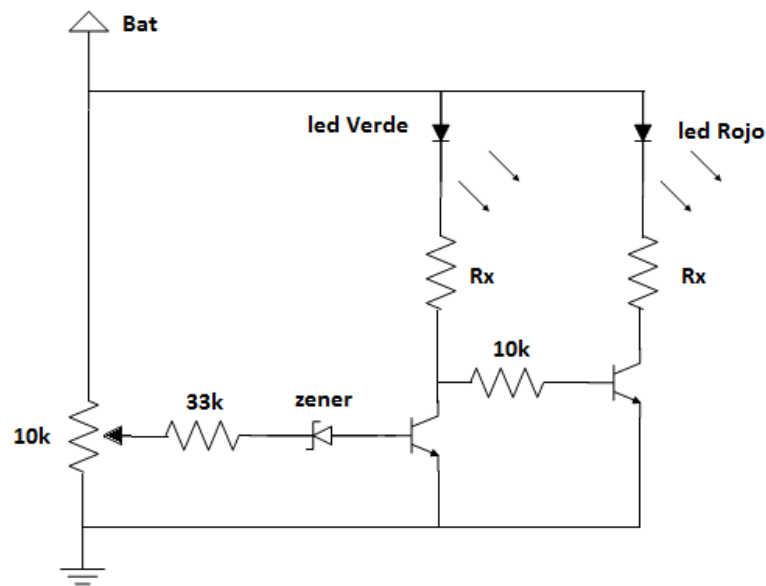 Bat
led Verde
led Rojo
Rx
Rx
10k
33k
zener
10k